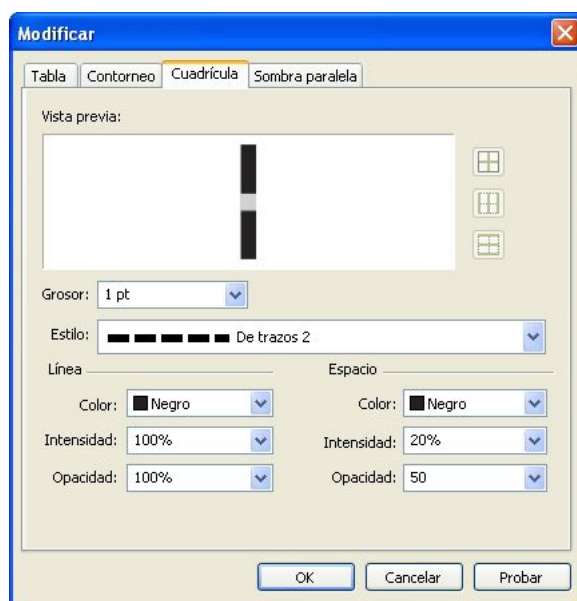 Modificar
Tabla Contorneo Cuadrícula Sombra paralela
Vista previa:
Grosor: 1 pt
Estilo: De trazos 2
Línea Espacio
Color: Negro Color: Negro
Intensidad: 100% Intensidad: 20%
Opacidad: 100% Opacidad: 50
OK Cancelar Probar